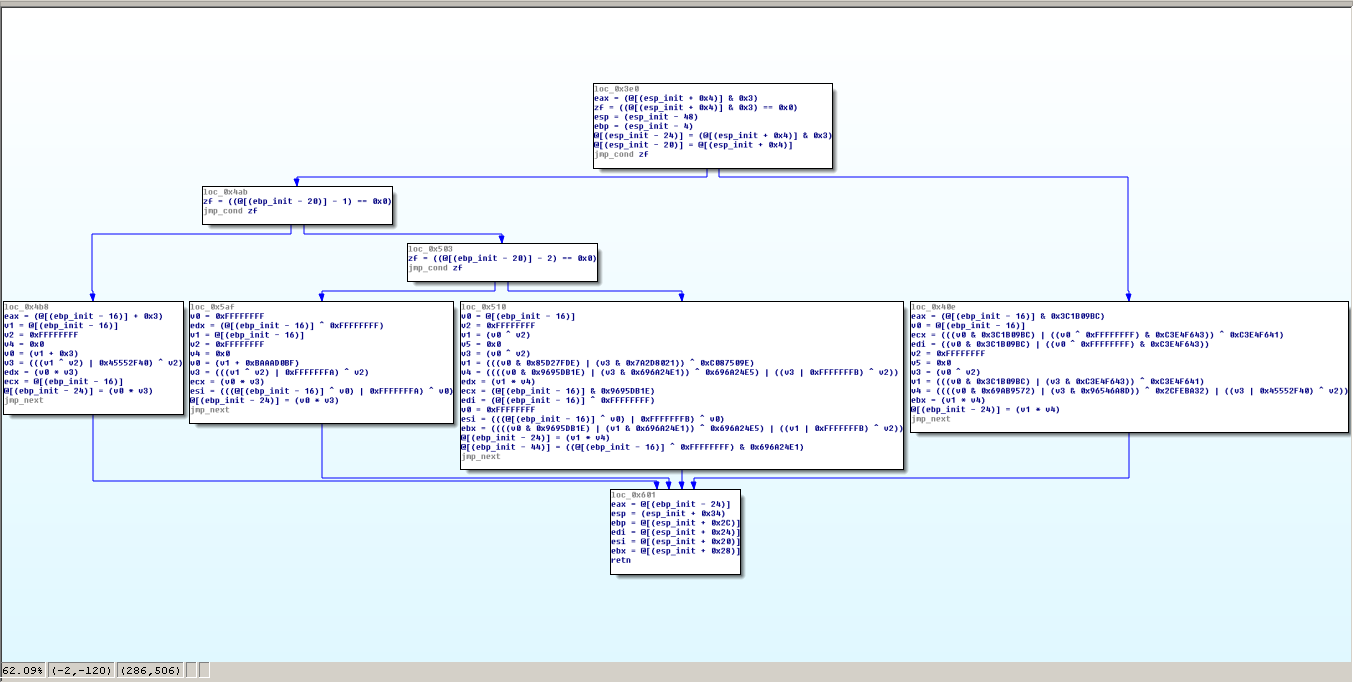 loc_0x3e0
eax = (@[(esp_init + 0x4)] & 0x3)
zf = ((@[(esp_init + 0x4)] & 0x3) == 0x0)
esp = (esp_init - 48)
ebp = (esp_init - 4)
@[(esp_init - 24)] = (@[(esp_init + 0x4)] & 0x3)
@[(esp_init - 20)] = @[(esp_init + 0x4)]
jmp_cond zf
loc_0x4ab
zf = ((@[(ebp_init - 20)] - 1) == 0x0)
jmp_cond zf
loc_0x503
zf = ((@[(ebp_init - 20)] - 2) == 0x0)
jmp_cond zf
loc_0x4b8
eax = (@[(ebp_init - 16)] + 0x3)
v1 = @[(ebp_init - 16)]
v2 = 0xFFFFFFFF
v4 = 0x0
v0 = (v1 + 0x3)
v3 = (((v1 ^ v2) | 0x45552F40) ^ v2)
edx = (v0 * v3)
ecx = @[(ebp_init - 16)]
@[(ebp_init - 24)] = (v0 * v3)
jmp_next
loc_0x5af
v0 = 0xFFFFFFFF
edx = (@[(ebp_init - 16)] ^ 0xFFFFFFFF)
v1 = @[(ebp_init - 16)]
v2 = 0xFFFFFFFF
v4 = 0x0
v0 = (v1 + 0xBAAAD0BF)
v3 = (((v1 ^ v2) | 0xFFFFFFFA) ^ v2)
ecx = (v0 * v3)
esi = (((@[(ebp_init - 16)] ^ v0) | 0xFFFFFFFA) ^ v0)
@[(ebp_init - 24)] = (v0 * v3)
jmp_next
loc_0x510
v0 = @[(ebp_init - 16)]
v2 = 0xFFFFFFFF
v1 = (v0 ^ v2)
v5 = 0x0
v3 = (v0 ^ v2)
v1 = (((v0 & 0x85D27FDE) | (v3 & 0x7A2D8021)) ^ 0xC087509E)
v4 = ((((v0 & 0x9695DB1E) | (v3 & 0x696A24E1)) ^ 0x696A24E5) | ((v3 | 0xFFFFFFFB) ^ v2))
edx = (v1 * v4)
ecx = (@[(ebp_init - 16)] & 0x9695DB1E)
edi = (@[(ebp_init - 16)] ^ 0xFFFFFFFF)
v0 = 0xFFFFFFFF
esi = (((@[(ebp_init - 16)] ^ v0) | 0xFFFFFFFB) ^ v0)
ebx = ((((v0 & 0x9695DB1E) | (v1 & 0x696A24E1)) ^ 0x696A24E5) | ((v1 | 0xFFFFFFFB) ^ v2))
@[(ebp_init - 24)] = (v1 * v4)
@[(ebp_init - 44)] = ((@[(ebp_init - 16)] ^ 0xFFFFFFFF) & 0x696A24E1)
jmp_next
loc_0x40e
eax = (@[(ebp_init - 16)] & 0x3C1B09BC)
v0 = @[(ebp_init - 16)]
ecx = (((v0 & 0x3C1B09BC) | ((v0 ^ 0xFFFFFFFF) & 0xC3E4F643)) ^ 0xC3E4F641)
edi = ((v0 & 0x3C1B09BC) | ((v0 ^ 0xFFFFFFFF) & 0xC3E4F643))
v2 = 0xFFFFFFFF
v5 = 0x0
v3 = (v0 ^ v2)
v1 = (((v0 & 0x3C1B09BC) | (v3 & 0xC3E4F643)) ^ 0xC3E4F641)
v4 = ((((v0 & 0x69AB9572) | (v3 & 0x96546A8D)) ^ 0x2CFEBA32) | ((v3 | 0x45552F40) ^ v2))
ebx = (v1 * v4)
@[(ebp_init - 24)] = (v1 * v4)
jmp_next
loc_0x601
eax = @[(ebp_init - 24)]
esp = (esp_init + 0x34)
ebp = @[(esp_init + 0x2C)]
edi = @[(esp_init + 0x24)]
esi = @[(esp_init + 0x20)]
ebx = @[(esp_init + 0x28)]
retn
62.09% (-2,-120) (286,506)